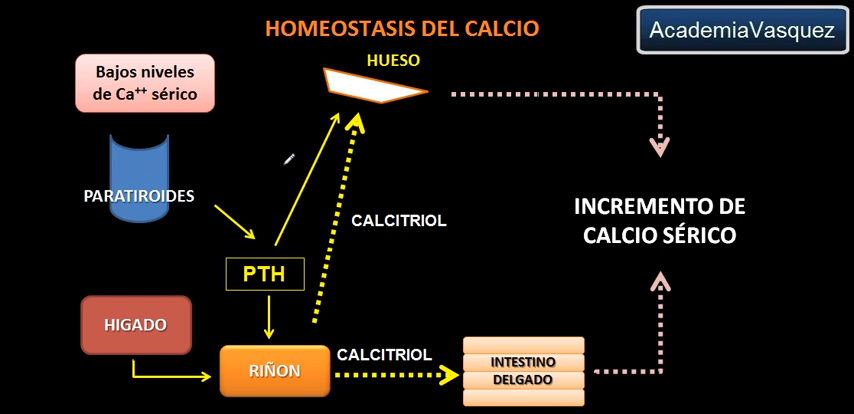 HOMEOSTASIS DEL CALCIO
AcademiaVasquez
HUESO
Bajos niveles
de Ca⁺⁺ sérico
PARATIROIDES
CALCITRIOL
INCREMENTO DE
CALCIO SÉRICO
PTH
HIGADO
RIÑON
CALCITRIOL
INTESTINO
DELGADO